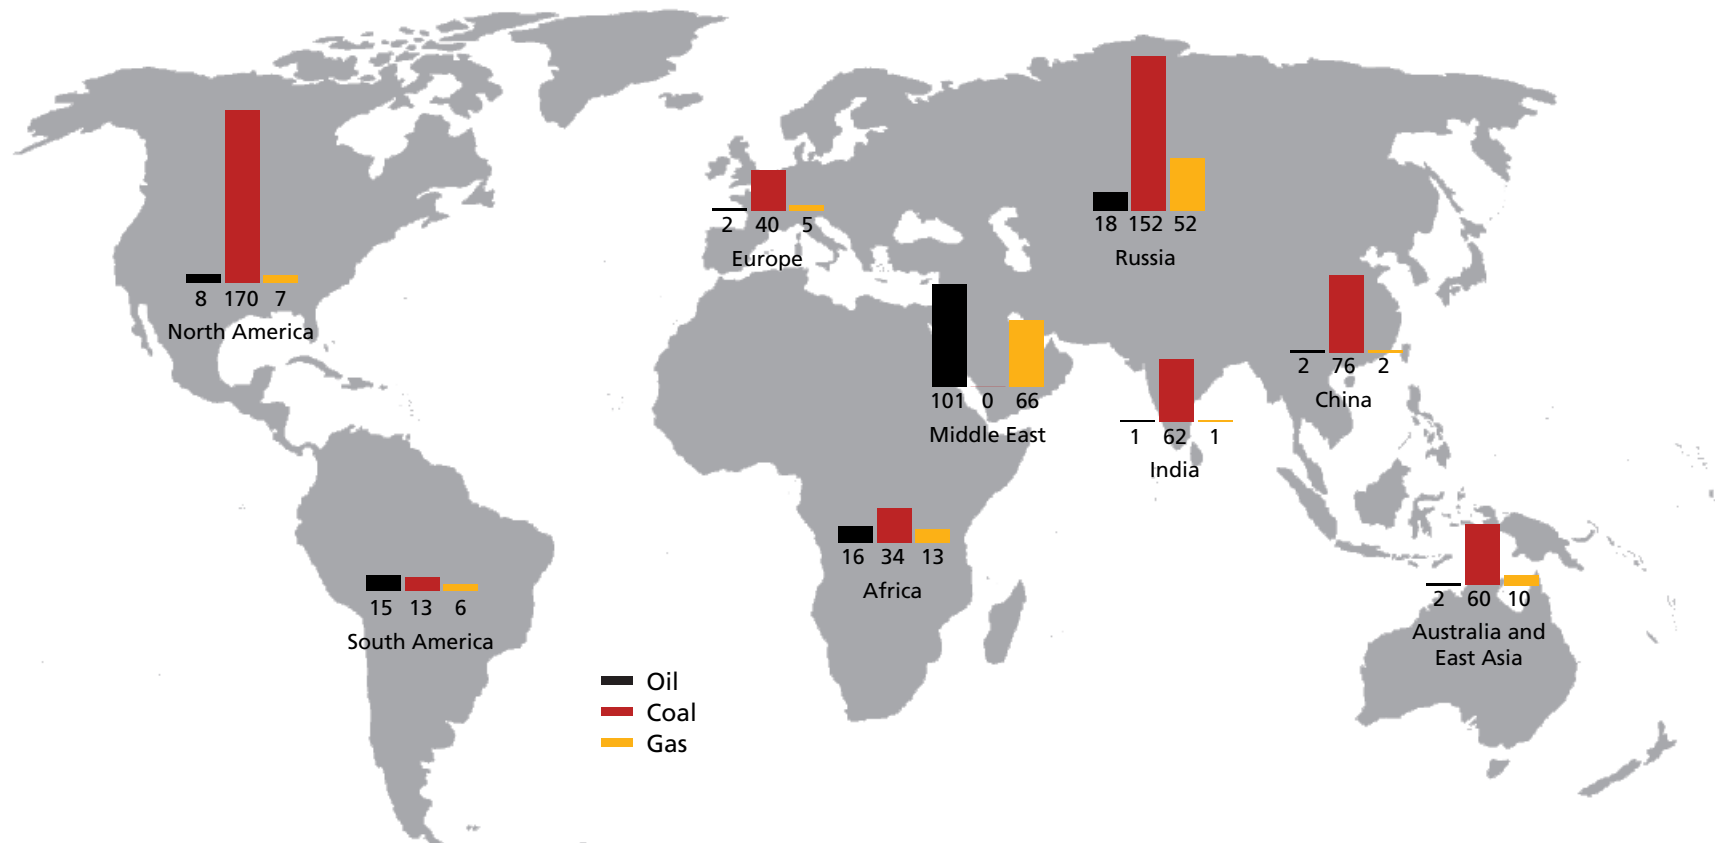 8 170 7
North America
2 40 5
Europe
18 152 52
Russia
101 0 66
Middle East
1 62 1
India
2 76 2
China
16 34 13
Africa
15 13 6
South America
2 60 10
Australia and
East Asia
Oil
Coal
Gas